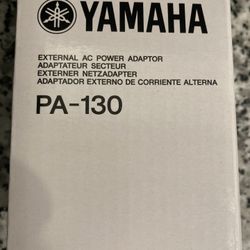 YAMAHA
EXTERNAL AC POWER ADAPTOR
ADAPTATEUR SECTEUR
EXTERNER NETZADAPTER
ADAPTADOR EXTERNO DE CORRIENTE ALTERNA
PA-130